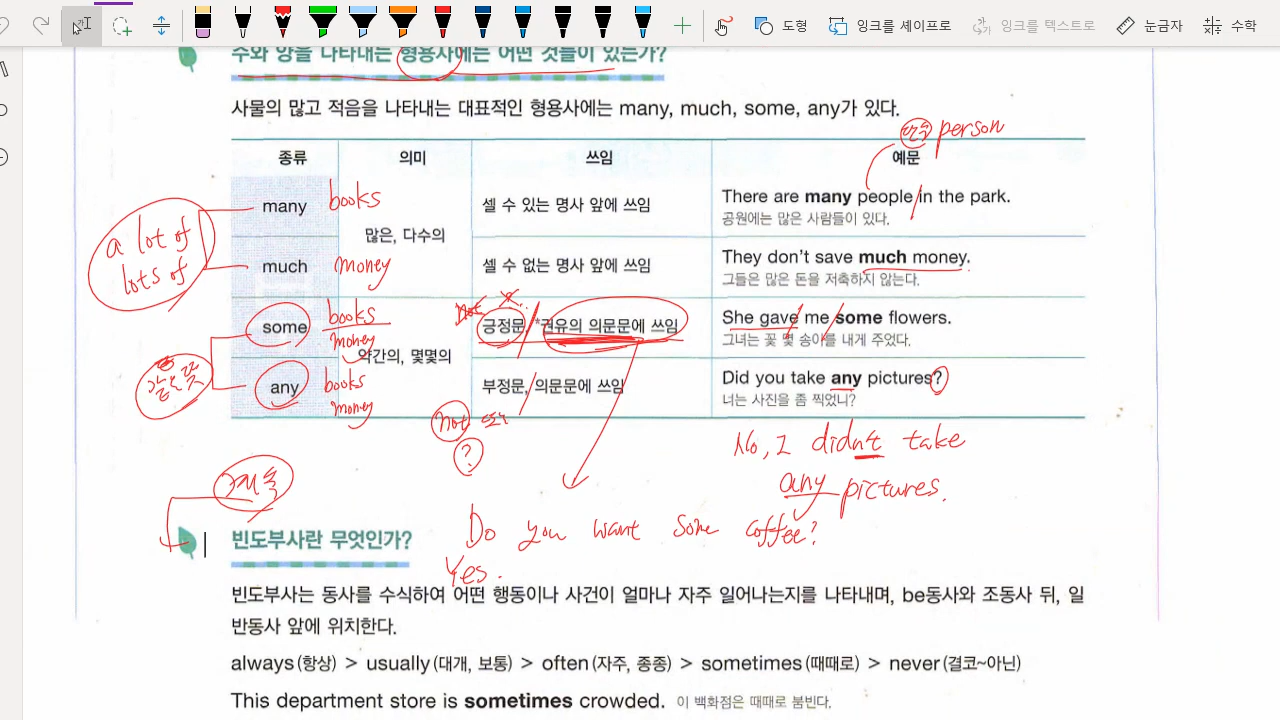 도형
잉크를 셰이프로
잉크를 텍스트로
눈금자
수학
수와 양을 나타내는 형용사에는 어떤 것들이 있는가?
사물의 많고 적음을 나타내는 대표적인 형용사에는 many, much, some, any가 있다.
단수 person
종류 의미 쓰임 예문
many books
많은, 다수의
셀 수 있는 명사 앞에 쓰임
There are many people in the park.
공원에는 많은 사람들이 있다.
a lot of
lots of
much money
셀 수 없는 명사 앞에 쓰임
They don't save much money.
그들은 많은 돈을 저축하지 않는다.
not
some books
money
약간의, 몇몇의
긍정문, *권유의 의문문에 쓰임
She gave me some flowers.
그녀는 꽃 몇 송이를 내게 주었다.
같은 뜻
any books
money
부정문, 의문문에 쓰임
Did you take any pictures?
너는 사진을 좀 찍었니?
not 또는
?
No, I didn't take
any pictures.
Do you want some coffee?
Yes.
빈도부사란 무엇인가?
빈도부사는 동사를 수식하여 어떤 행동이나 사건이 얼마나 자주 일어나는지를 나타내며, be동사와 조동사 뒤, 일
반동사 앞에 위치한다.
always(항상) > usually(대개, 보통) > often(자주, 종종) > sometimes(때때로) > never(결코~아닌)
This department store is sometimes crowded. 이 백화점은 때때로 붐빈다.